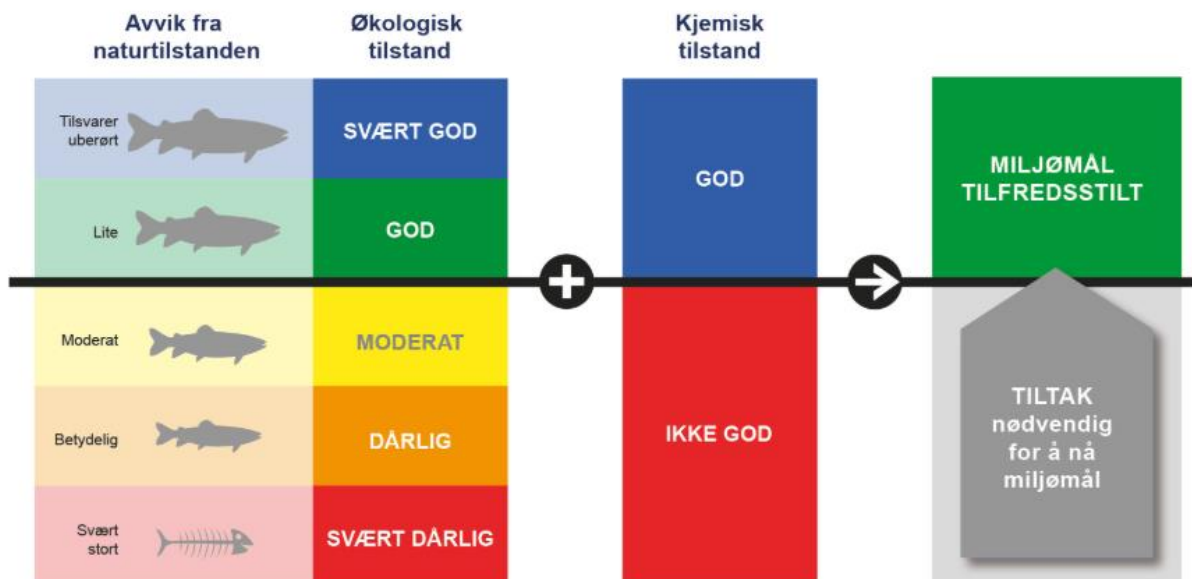 Avvik fra
naturtilstanden
Økologisk
tilstand
Kjemisk
tilstand
Tilsvarer
uberørt
SVÆRT GOD
Lite
GOD
GOD
MILJØMÅL
TILFREDSSTILT
Moderat
MODERAT
Betydelig
DÅRLIG
Svært
stort
SVÆRT DÅRLIG
IKKE GOD
TILTAK
nødvendig
for å nå
miljømål